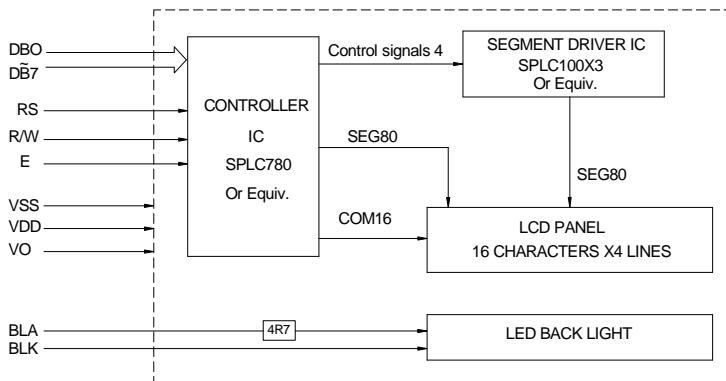 DBO
DB7
RS
R/W
E
VSS
VDD
VO
BLA
BLK
CONTROLLER
IC
SPLC780
Or Equiv.
Control signals 4
SEG80
COM16
SEGMENT DRIVER IC
SPLC100X3
Or Equiv.
SEG80
LCD PANEL
16 CHARACTERS X4 LINES
4R7
LED BACK LIGHT